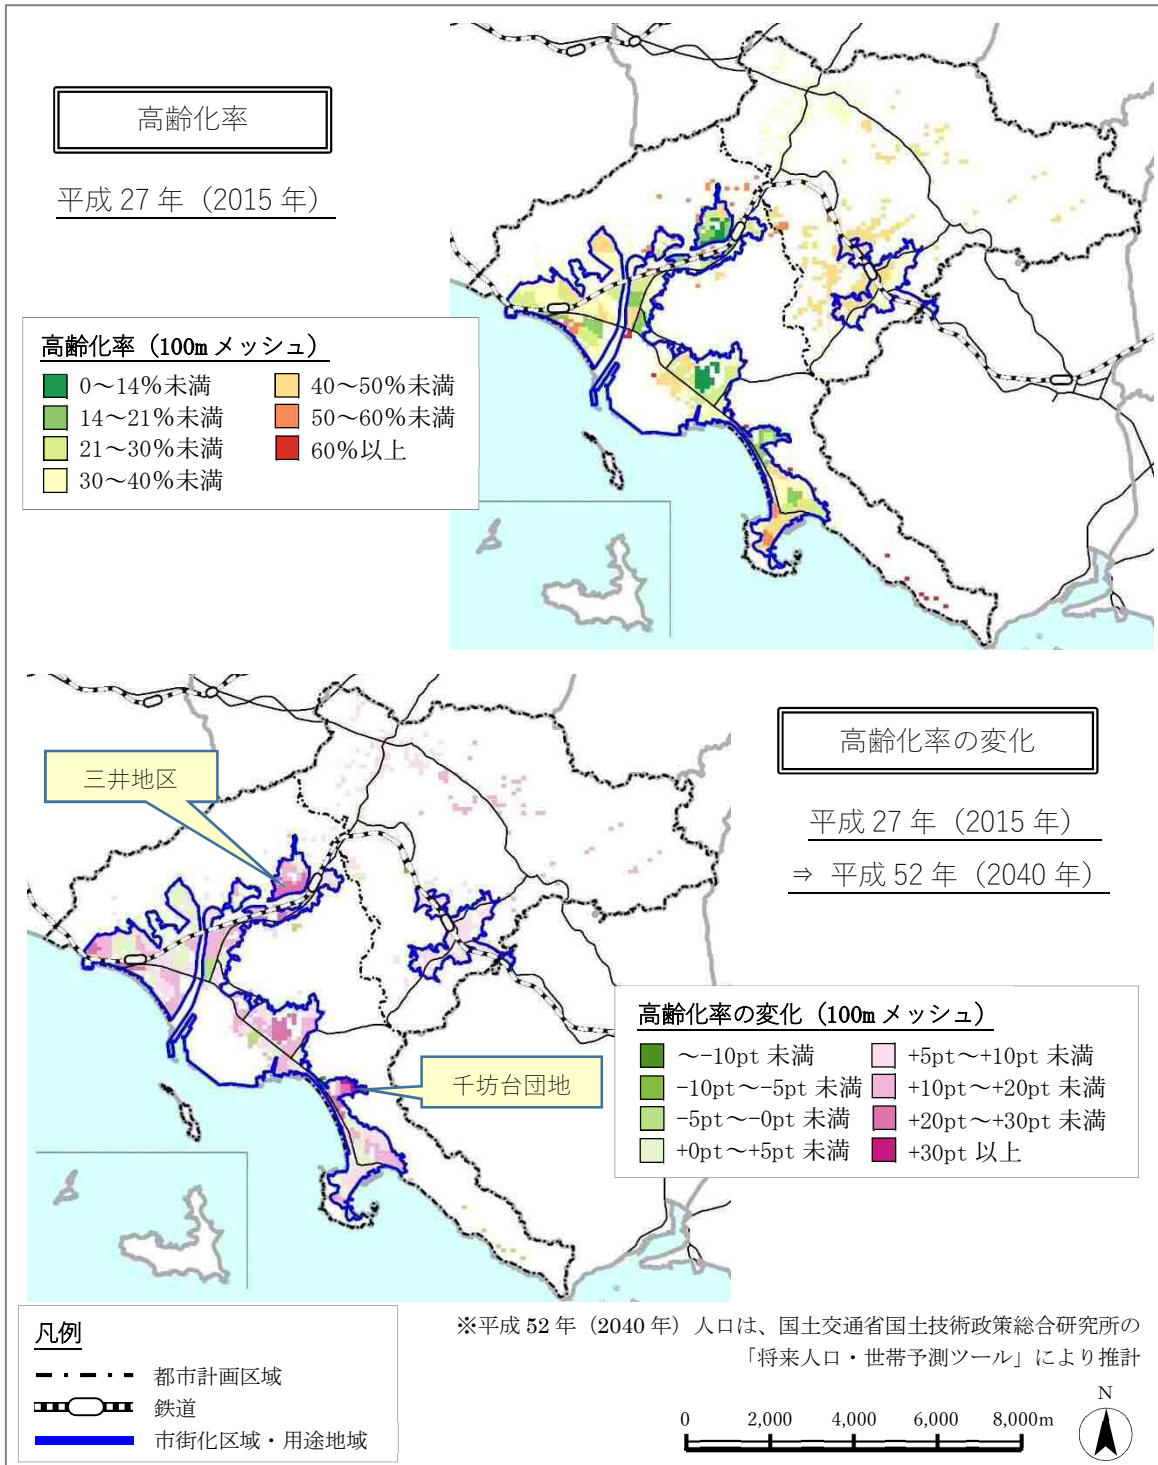 高齢化率
平成 27 年（2015 年）
高齢化率（100m メッシュ）
0～14%未満
14～21%未満
21～30%未満
30～40%未満
40～50%未満
50～60%未満
60%以上
高齢化率の変化
平成 27 年（2015 年）
⇒ 平成 52 年（2040 年）
三井地区
千坊台団地
高齢化率の変化（100m メッシュ）
～-10pt 未満
-10pt～-5pt 未満
-5pt～-0pt 未満
+0pt～+5pt 未満
+5pt～+10pt 未満
+10pt～+20pt 未満
+20pt～+30pt 未満
+30pt 以上
凡例
都市計画区域
鉄道
市街化区域・用途地域
※平成 52 年（2040 年）人口は、国土交通省国土技術政策総合研究所の
「将来人口・世帯予測ツール」により推計
0 2,000 4,000 6,000 8,000m
N